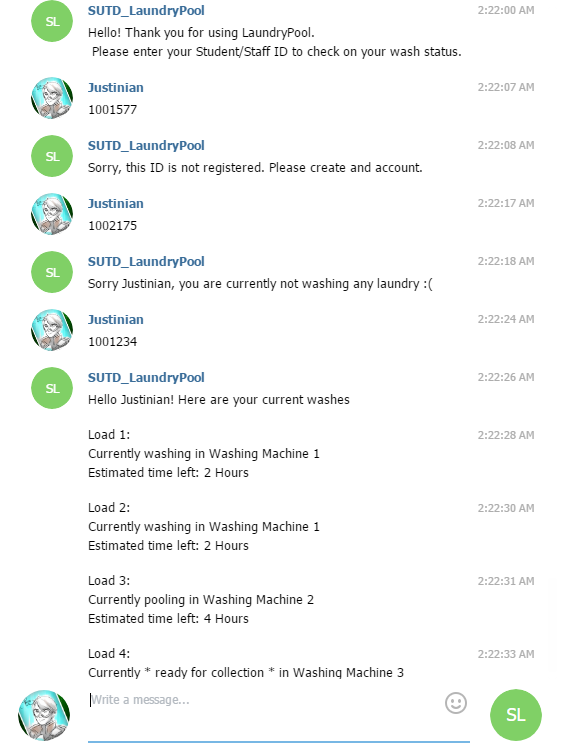 SL SUTD_LaundryPool 2:22:00 AM
Hello! Thank you for using LaundryPool.
Please enter your Student/Staff ID to check on your wash status.
Justinian 2:22:07 AM
1001577
SL SUTD_LaundryPool 2:22:08 AM
Sorry, this ID is not registered. Please create and account.
Justinian 2:22:17 AM
1002175
SL SUTD_LaundryPool 2:22:18 AM
Sorry Justinian, you are currently not washing any laundry :(
Justinian 2:22:24 AM
1001234
SL SUTD_LaundryPool 2:22:26 AM
Hello Justinian! Here are your current washes
Load 1: 2:22:28 AM
Currently washing in Washing Machine 1
Estimated time left: 2 Hours
Load 2: 2:22:30 AM
Currently washing in Washing Machine 1
Estimated time left: 2 Hours
Load 3: 2:22:31 AM
Currently pooling in Washing Machine 2
Estimated time left: 4 Hours
Load 4: 2:22:33 AM
Currently * ready for collection * in Washing Machine 3
Write a message... SL